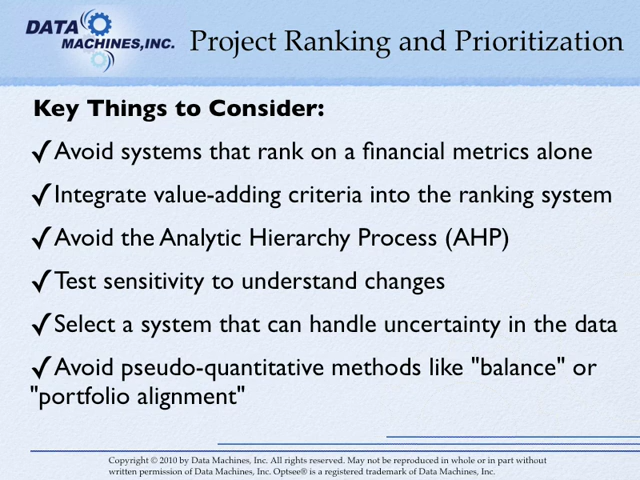 DATA
MACHINES,INC.
Project Ranking and Prioritization
Key Things to Consider:
✓Avoid systems that rank on a financial metrics alone
✓Integrate value-adding criteria into the ranking system
✓Avoid the Analytic Hierarchy Process (AHP)
✓Test sensitivity to understand changes
✓Select a system that can handle uncertainty in the data
✓Avoid pseudo-quantitative methods like "balance" or
"portfolio alignment"
Copyright © 2010 by Data Machines, Inc. All rights reserved. May not be reproduced in whole or in part without
written permission of Data Machines, Inc. Optsee® is a registered trademark of Data Machines, Inc.